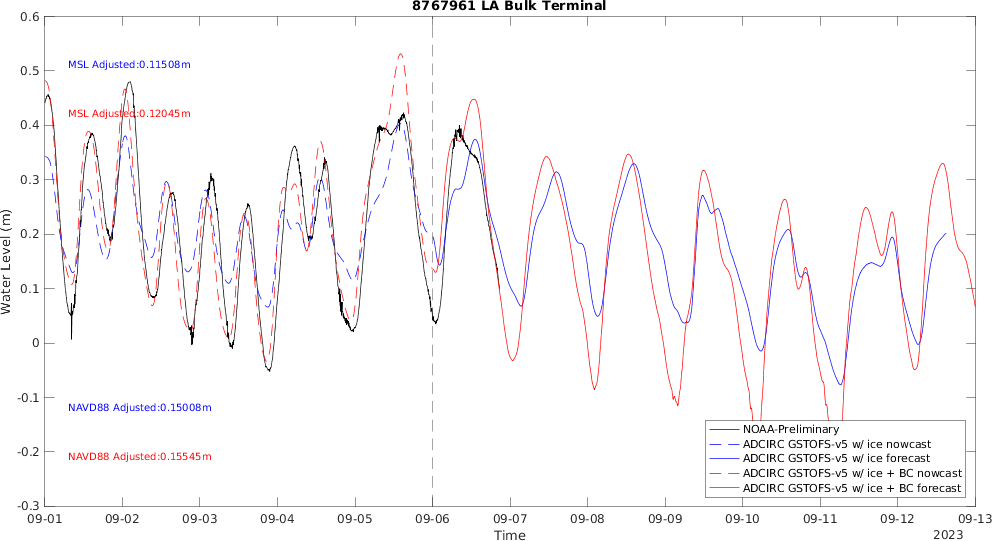 8767961 LA Bulk Terminal
0.6
0.5
0.4
0.3
0.2
0.1
0
-0.1
-0.2
-0.3
Water Level (m)
MSL Adjusted:0.11508m
MSL Adjusted:0.12045m
NAVD88 Adjusted:0.15008m
NAVD88 Adjusted:0.15545m
NOAA-Preliminary
ADCIRC GSTOFS-v5 w/ ice nowcast
ADCIRC GSTOFS-v5 w/ ice forecast
ADCIRC GSTOFS-v5 w/ ice + BC nowcast
ADCIRC GSTOFS-v5 w/ ice + BC forecast
09-01 09-02 09-03 09-04 09-05 09-06 09-07 09-08 09-09 09-10 09-11 09-12 09-13
Time
2023